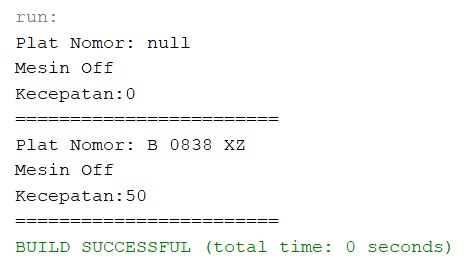 run:
Plat Nomor: null
Mesin Off
Kecepatan:0
========================
Plat Nomor: B 0838 XZ
Mesin Off
Kecepatan:50
========================
BUILD SUCCESSFUL (total time: 0 seconds)